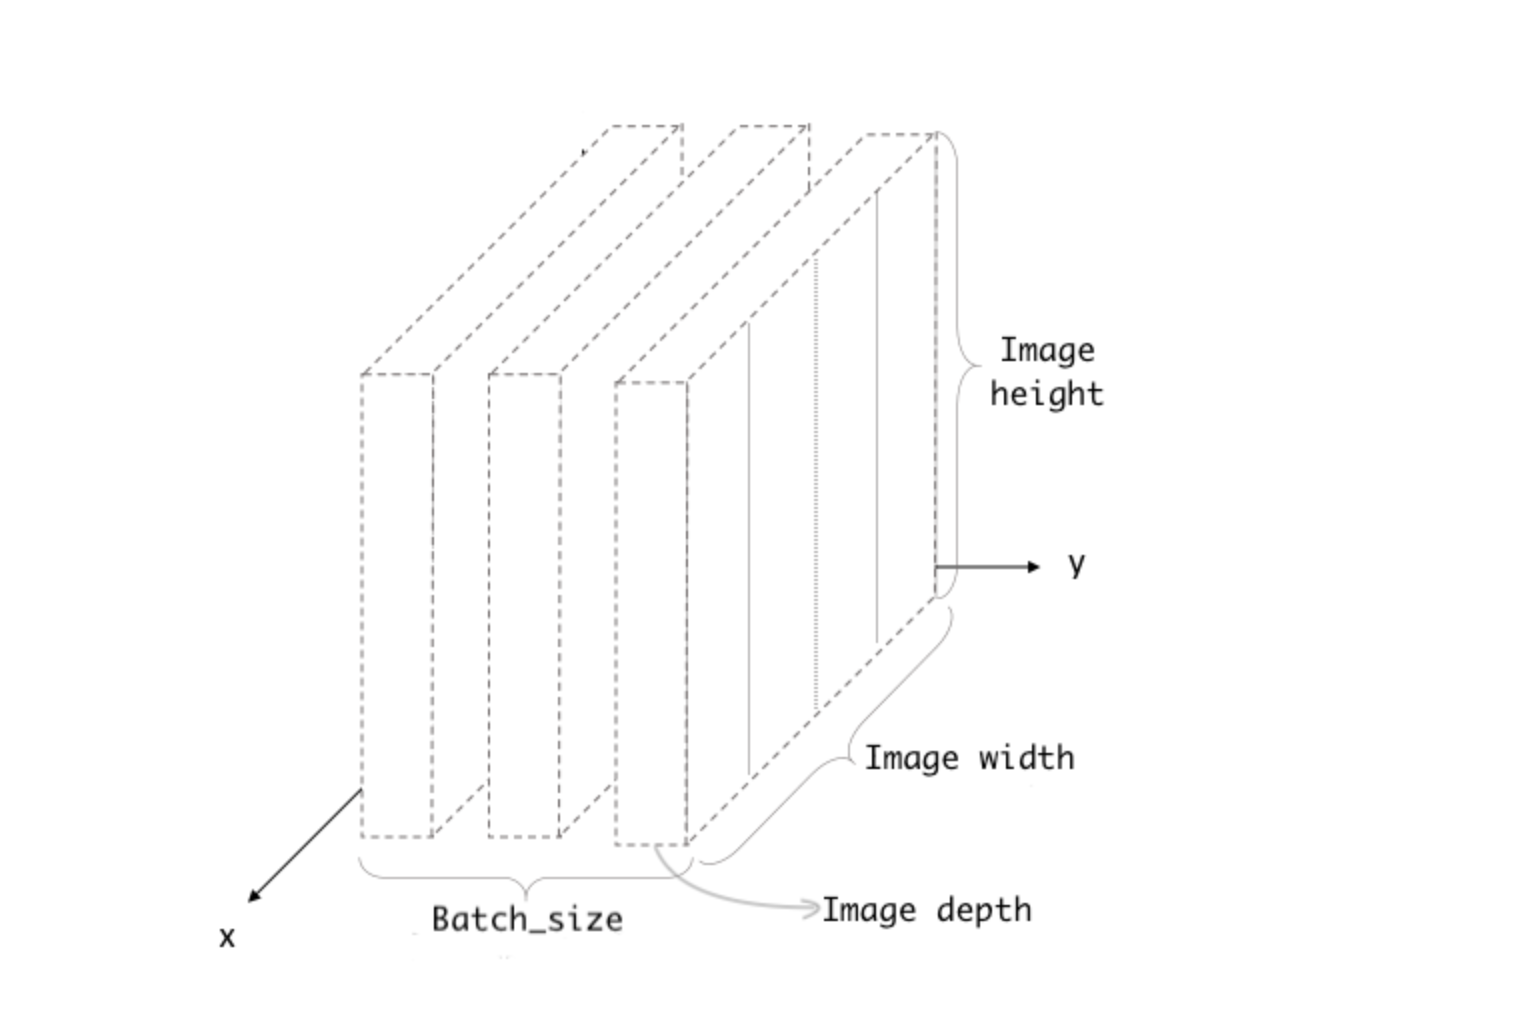 Image
height
y
Image width
Image depth
Batch_size
x